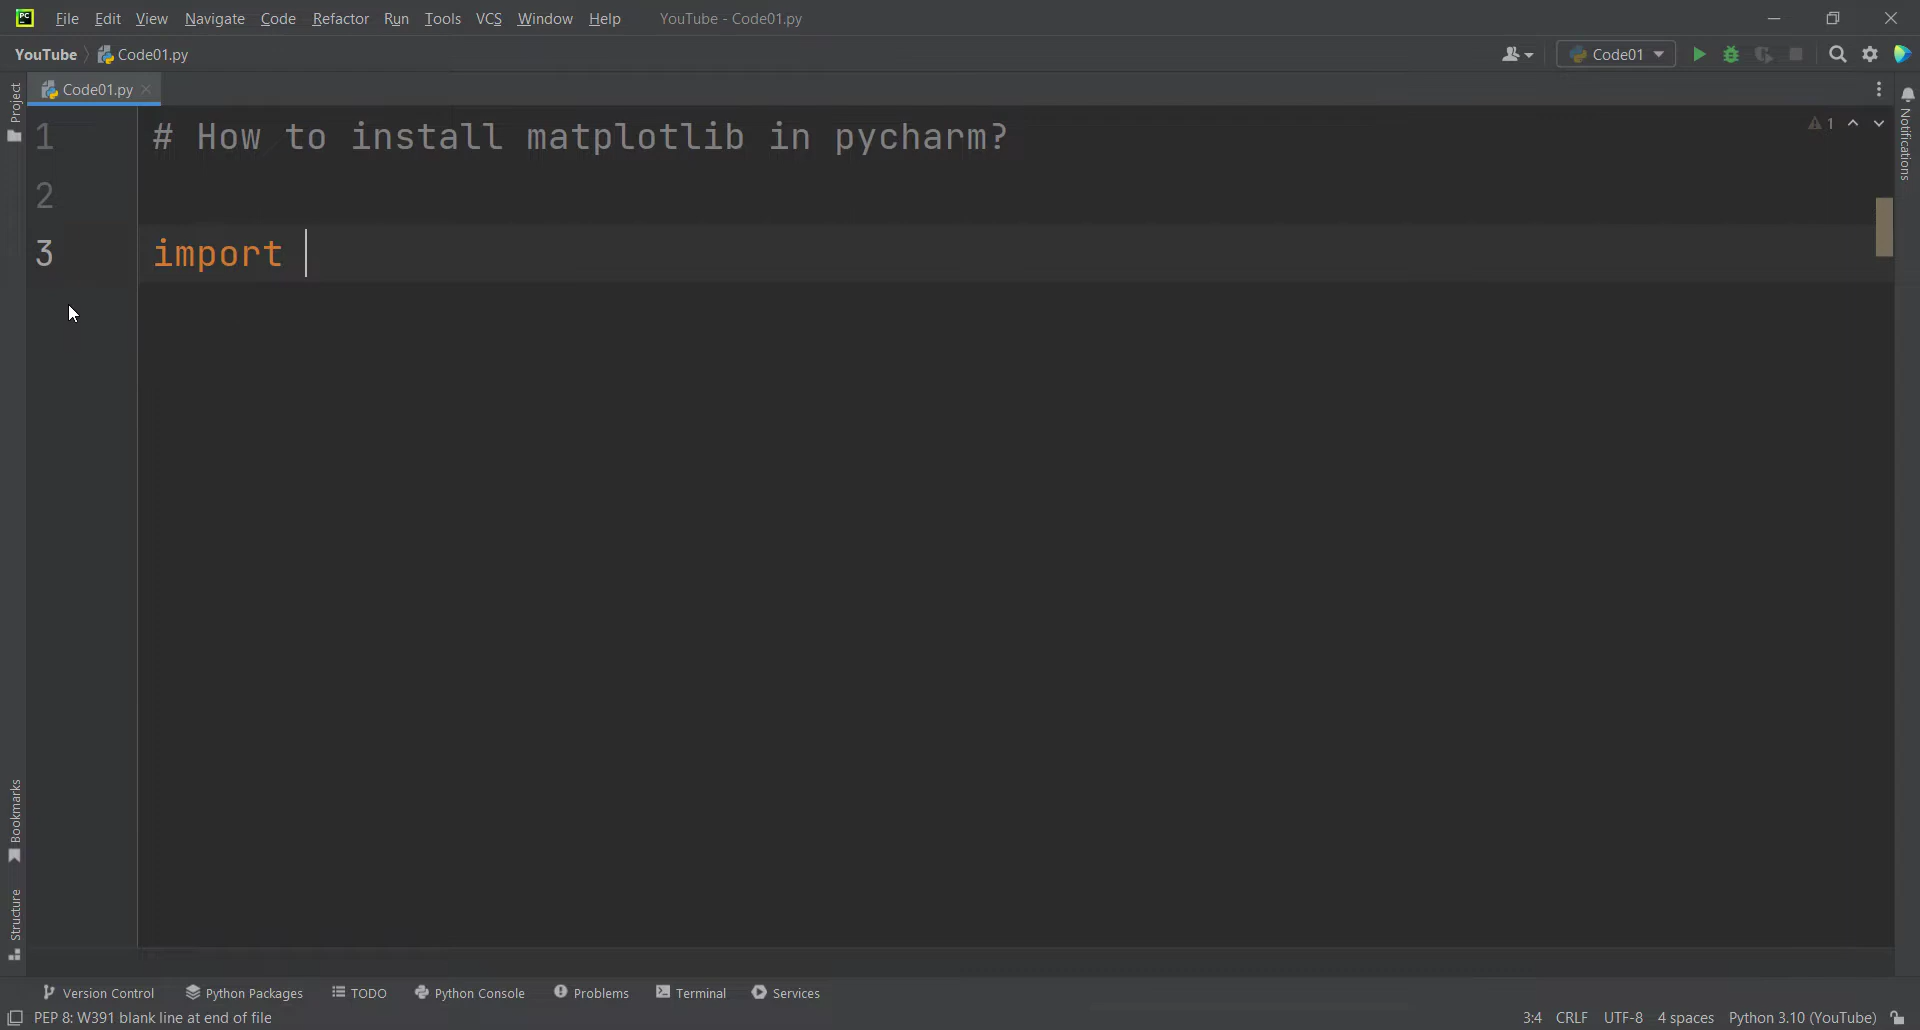 PC File Edit View Navigate Code Refactor Run Tools VCS Window Help YouTube - Code01.py
YouTube Code01.py Code01
Code01.py
Project
Notifications
1 # How to install matplotlib in pycharm? 1
2
3 import
Bookmarks
Structure
Version Control Python Packages TODO Python Console Problems Terminal Services
PEP 8: W391 blank line at end of file 3:4 CRLF UTF-8 4 spaces Python 3.10 (YouTube)